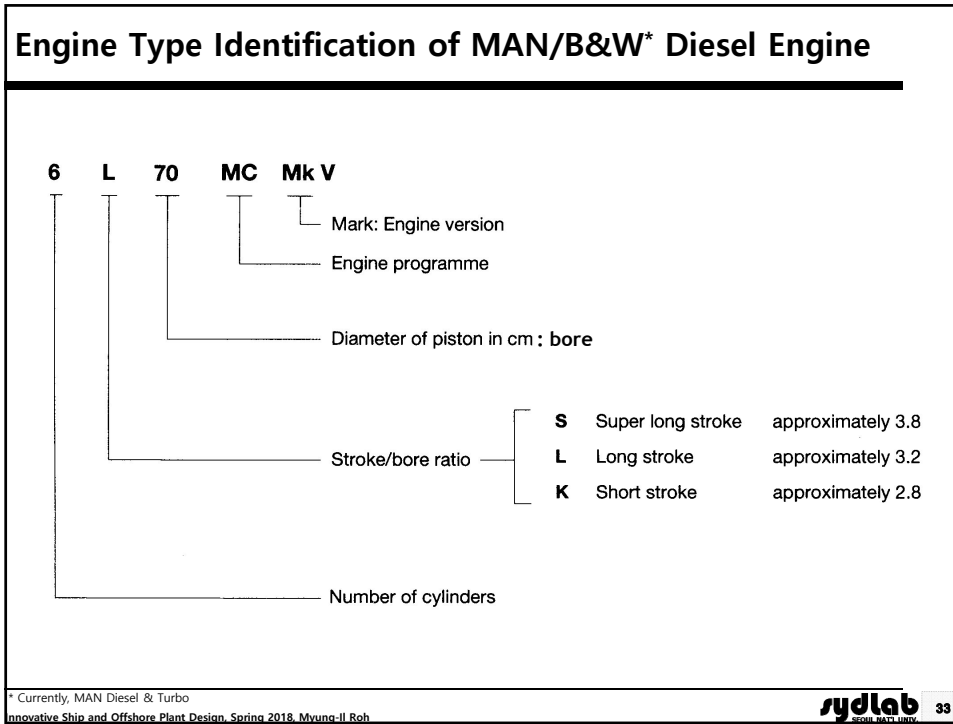 Engine Type Identification of MAN/B&W* Diesel Engine
6 L 70 MC Mk V
Mark: Engine version
Engine programme
Diameter of piston in cm : bore
S Super long stroke approximately 3.8
Stroke/bore ratio L Long stroke approximately 3.2
K Short stroke approximately 2.8
Number of cylinders
* Currently, MAN Diesel & Turbo
nnovative Ship and Offshore Plant Design, Spring 2018, Myung-Il Roh
sydlab 33
SEOUL NAT'L UNIV.